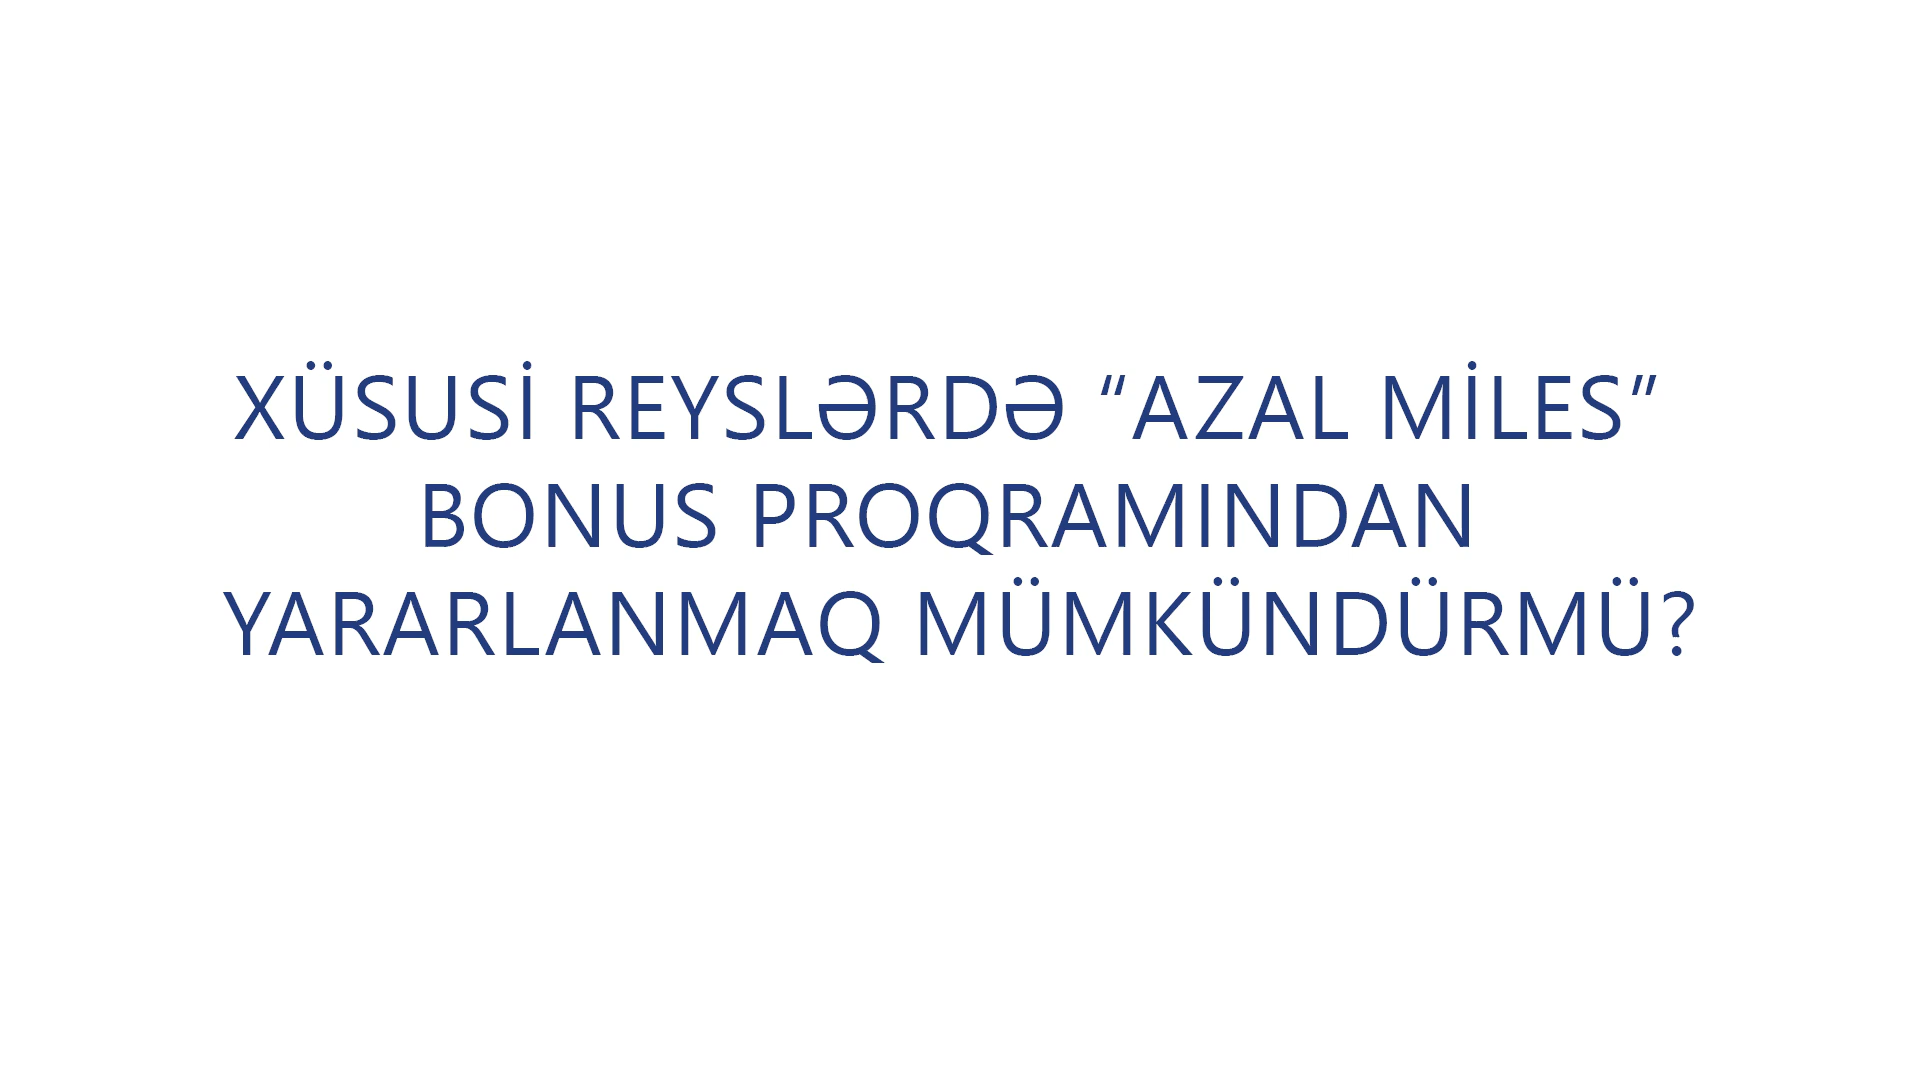 XÜSUSİ REYSLƏRDƏ “AZAL MİLES”
BONUS PROQRAMINDAN
YARARLANMAQ MÜMKÜNDÜRMÜ?